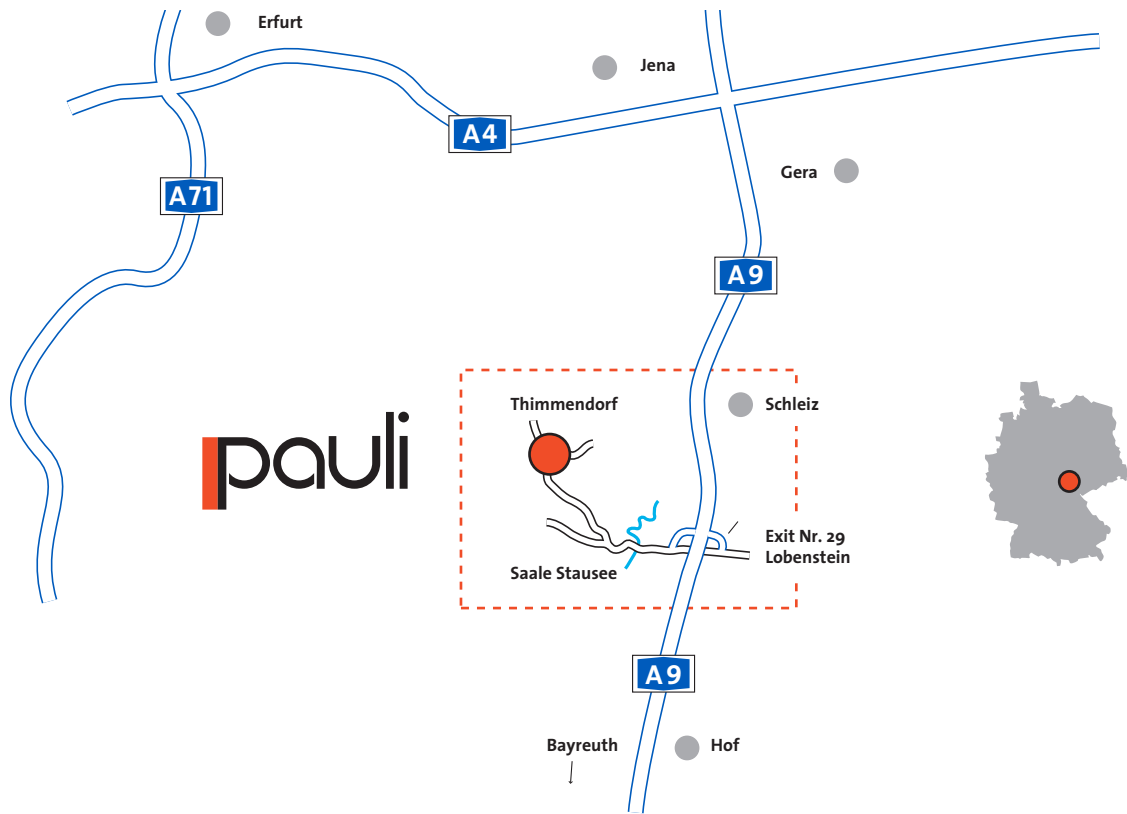 Erfurt
Jena
A4
Gera
A71
A9
Thimmendorf
Schleiz
pauli
Exit Nr. 29
Lobenstein
Saale Stausee
A9
Bayreuth
Hof